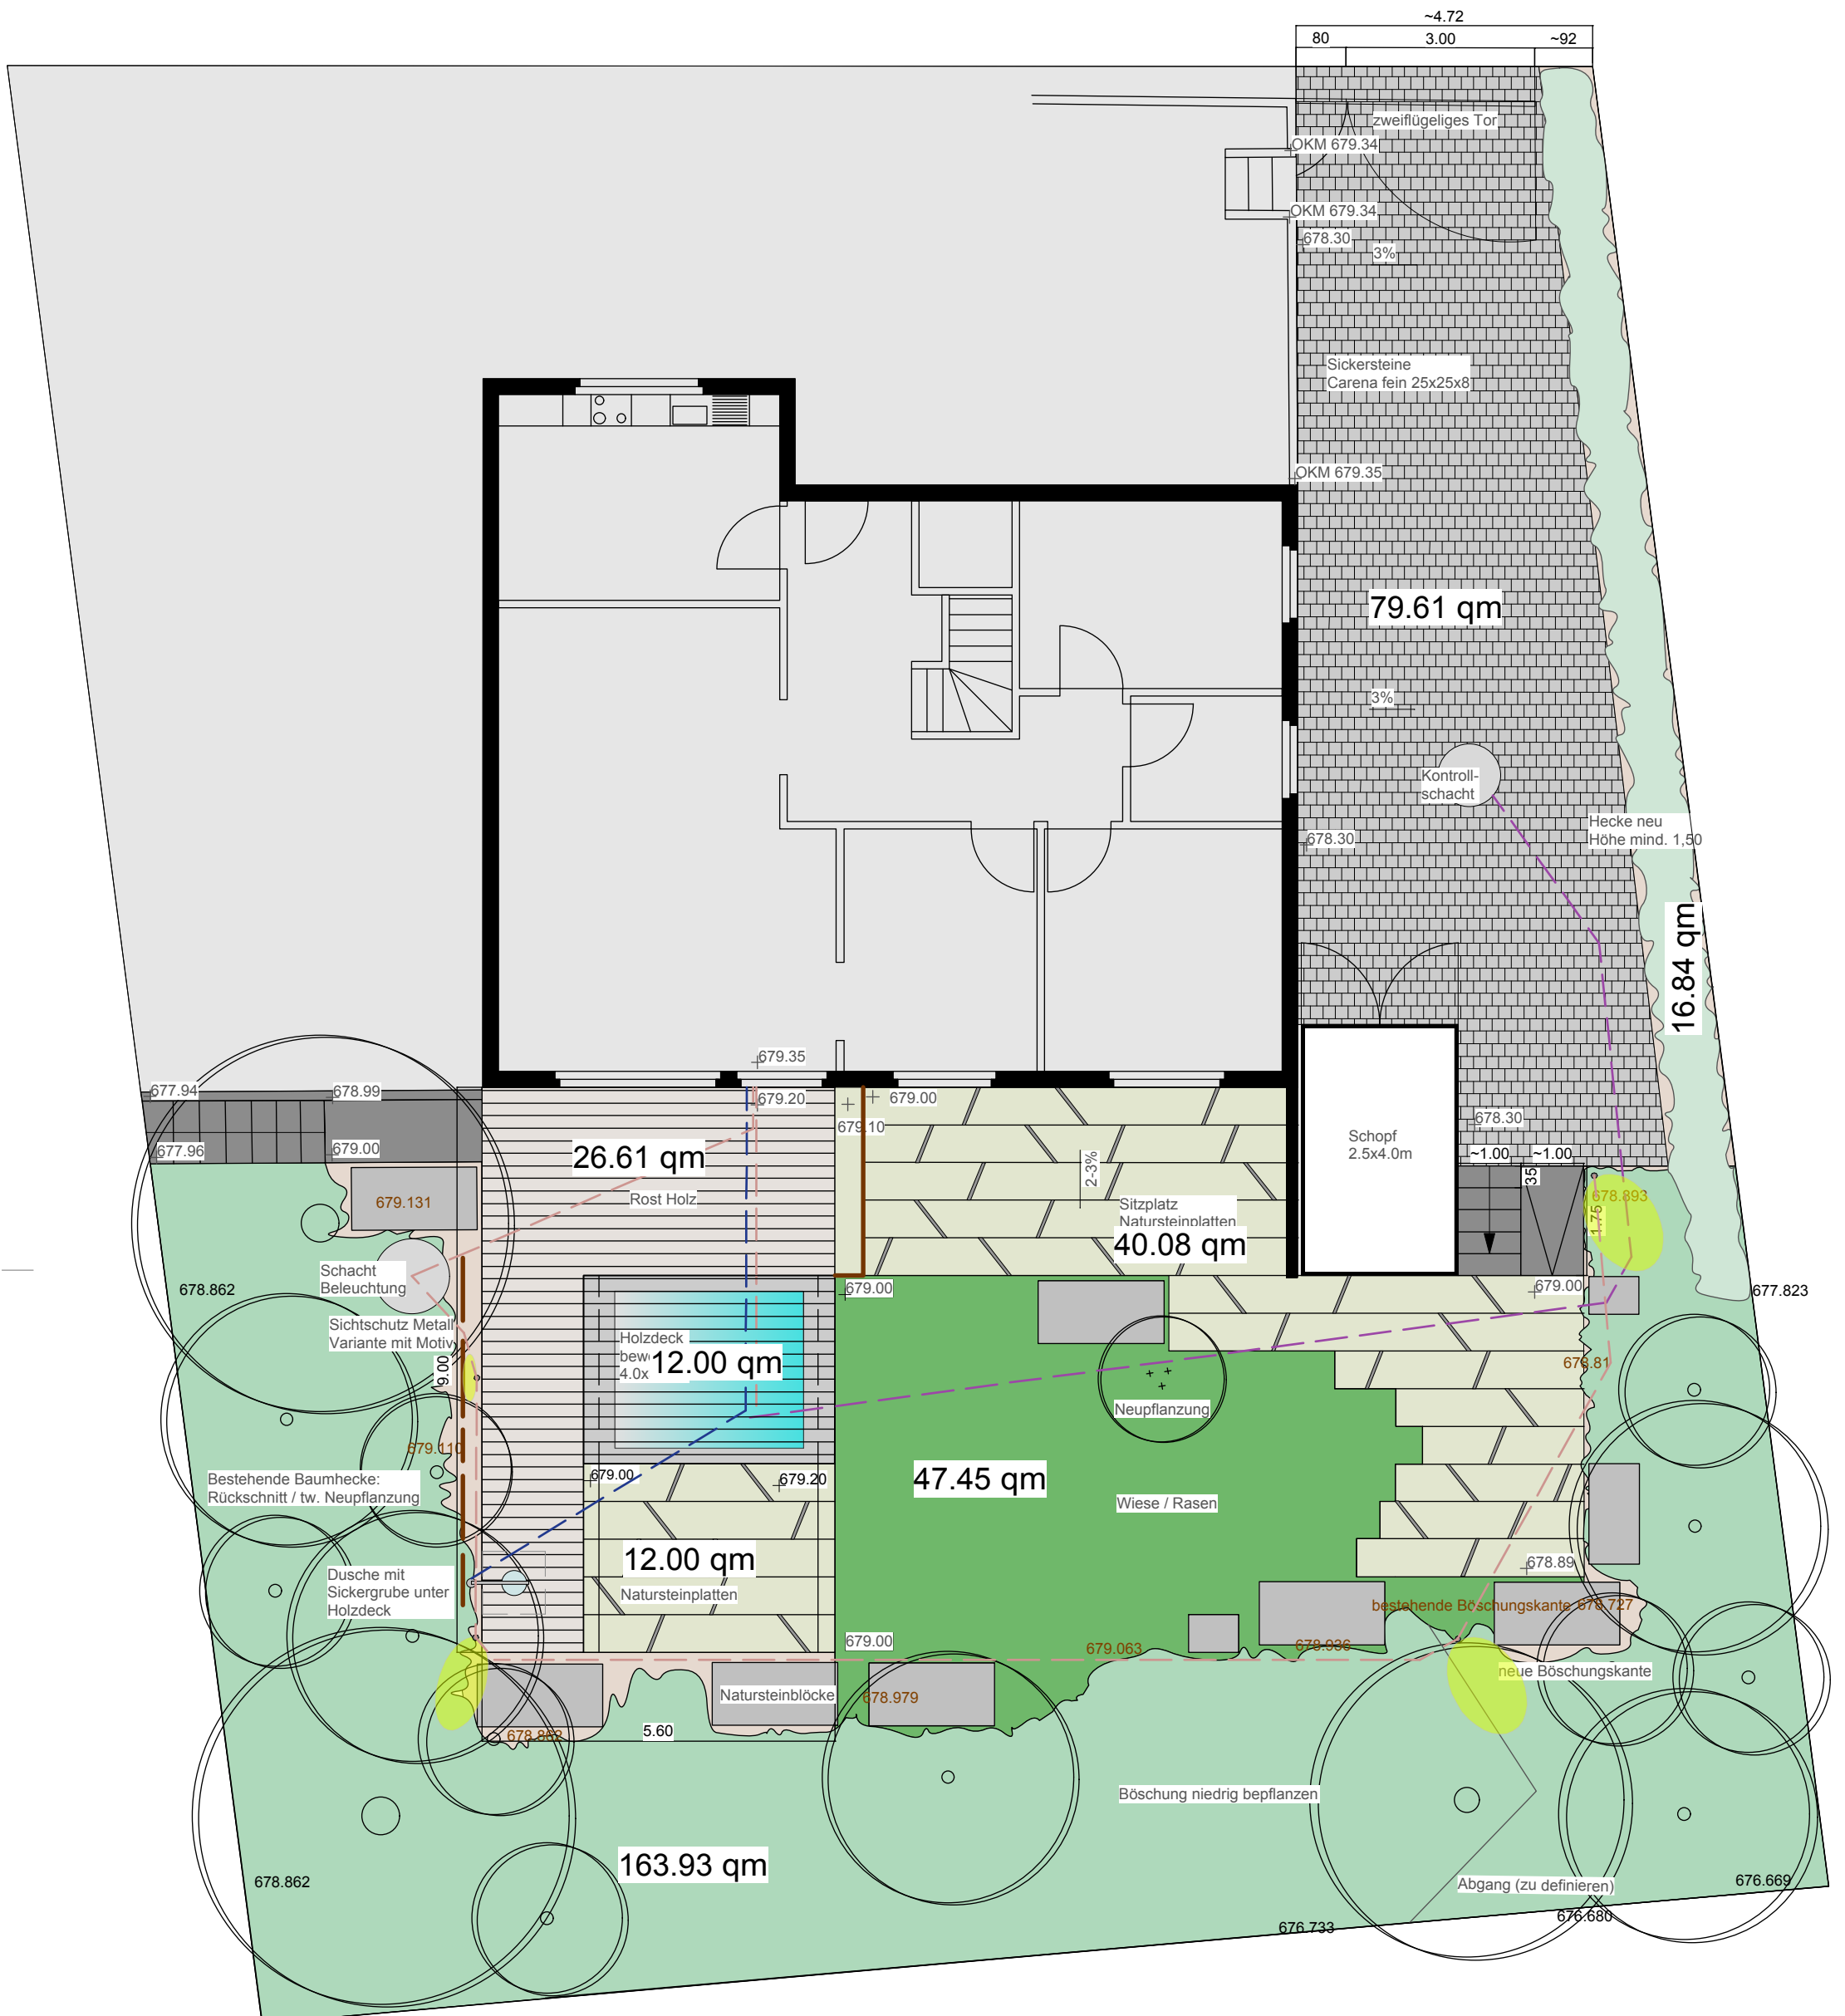 ~4.72
80
3.00
~92
zweiflügeliges Tor
OKM 679.34
OKM 679.34
678.30
3%
Sickersteine
Carena fein 25x25x8
OKM 679.35
79.61 qm
3%
Kontroll-
schacht
Hecke neu
Höhe mind. 1,50
678.30
16.84 qm
679.35
677.94
678.99
679.20
679.00
679.10
678.30
677.96
679.00
26.61 qm
Schopf
2.5x4.0m
~1.00
~1.00
35
2-3%
679.131
Rost Holz
Sitzplatz
Natursteinplatten
678.893
1.75
40.08 qm
Schacht
Beleuchtung
678.862
679.00
679.00
677.823
Sichtschutz Metall
Variante mit Motiv
Holzdeck
12.00 qm
4.0x
9.00
678.81
Neupflanzung
679.110
Bestehende Baumhecke:
Rückschnitt / tw. Neupflanzung
679.00
679.20
47.45 qm
Wiese / Rasen
12.00 qm
678.89
Dusche mit
Sickergrube unter
Holzdeck
Natursteinplatten
bestehende Böschungskante
678.727
679.00
679.063
678.936
neue Böschungskante
Natursteinblöcke
678.979
678.862
5.60
Böschung niedrig bepflanzen
163.93 qm
678.862
Abgang (zu definieren)
676.669
676.680
676.733